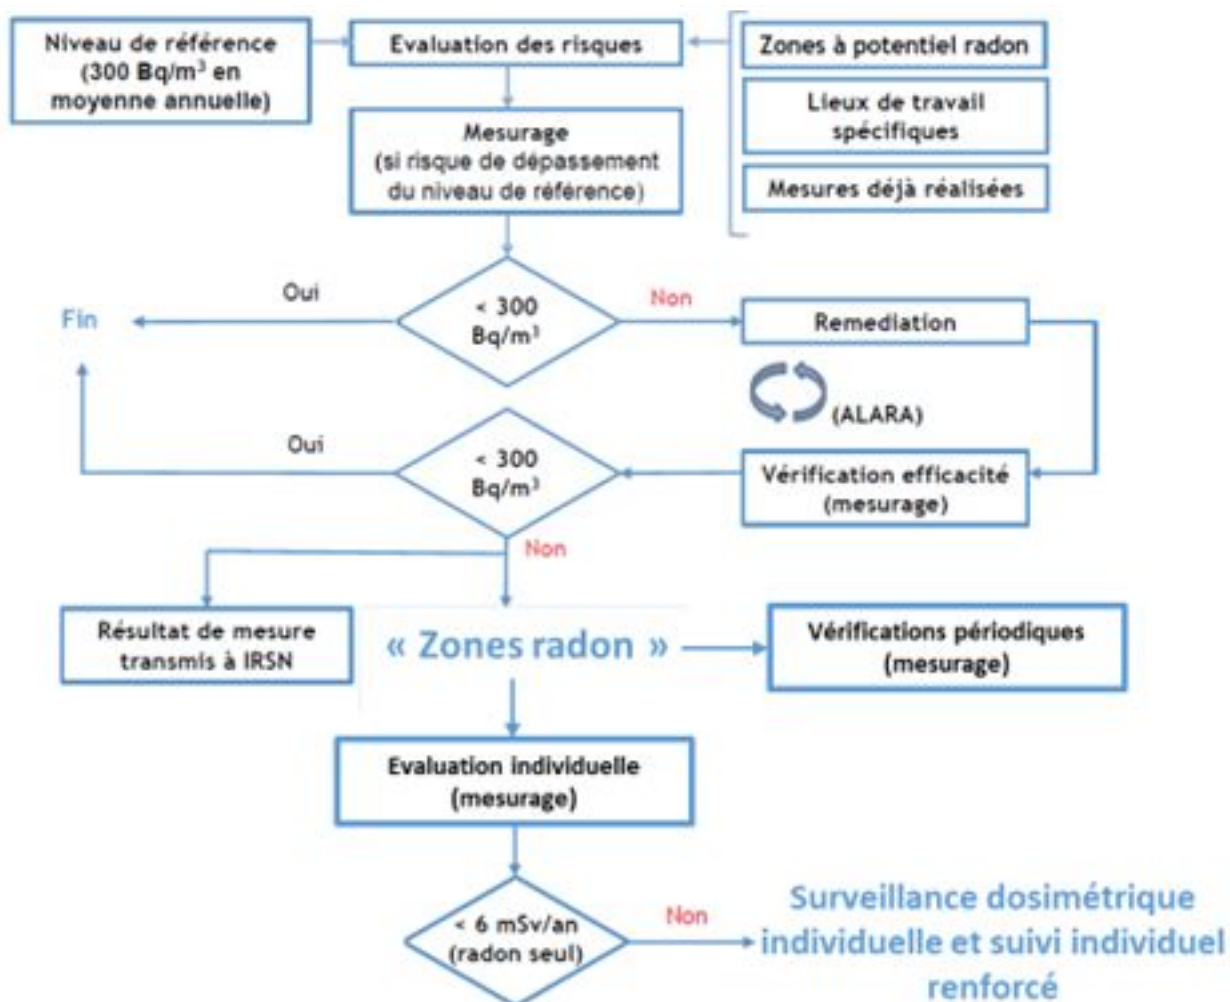 Niveau de référence
(300 Bq/m³ en
moyenne annuelle)
Evaluation des risques
Zones à potentiel radon
Lieux de travail
spécifiques
Mesures déjà réalisées
Mesurage
(si risque de dépassement
du niveau de référence)
< 300
Bq/m³
Oui
Non
Fin
Remediation
(ALARA)
Vérification efficacité
(mesurage)
< 300
Bq/m³
Oui
Non
Résultat de mesure
transmis à IRSN
« Zones radon »
Vérifications périodiques
(mesurage)
Evaluation individuelle
(mesurage)
< 6 mSv/an
(radon seul)
Non
Surveillance dosimétrique
individuelle et suivi individuel
renforcé